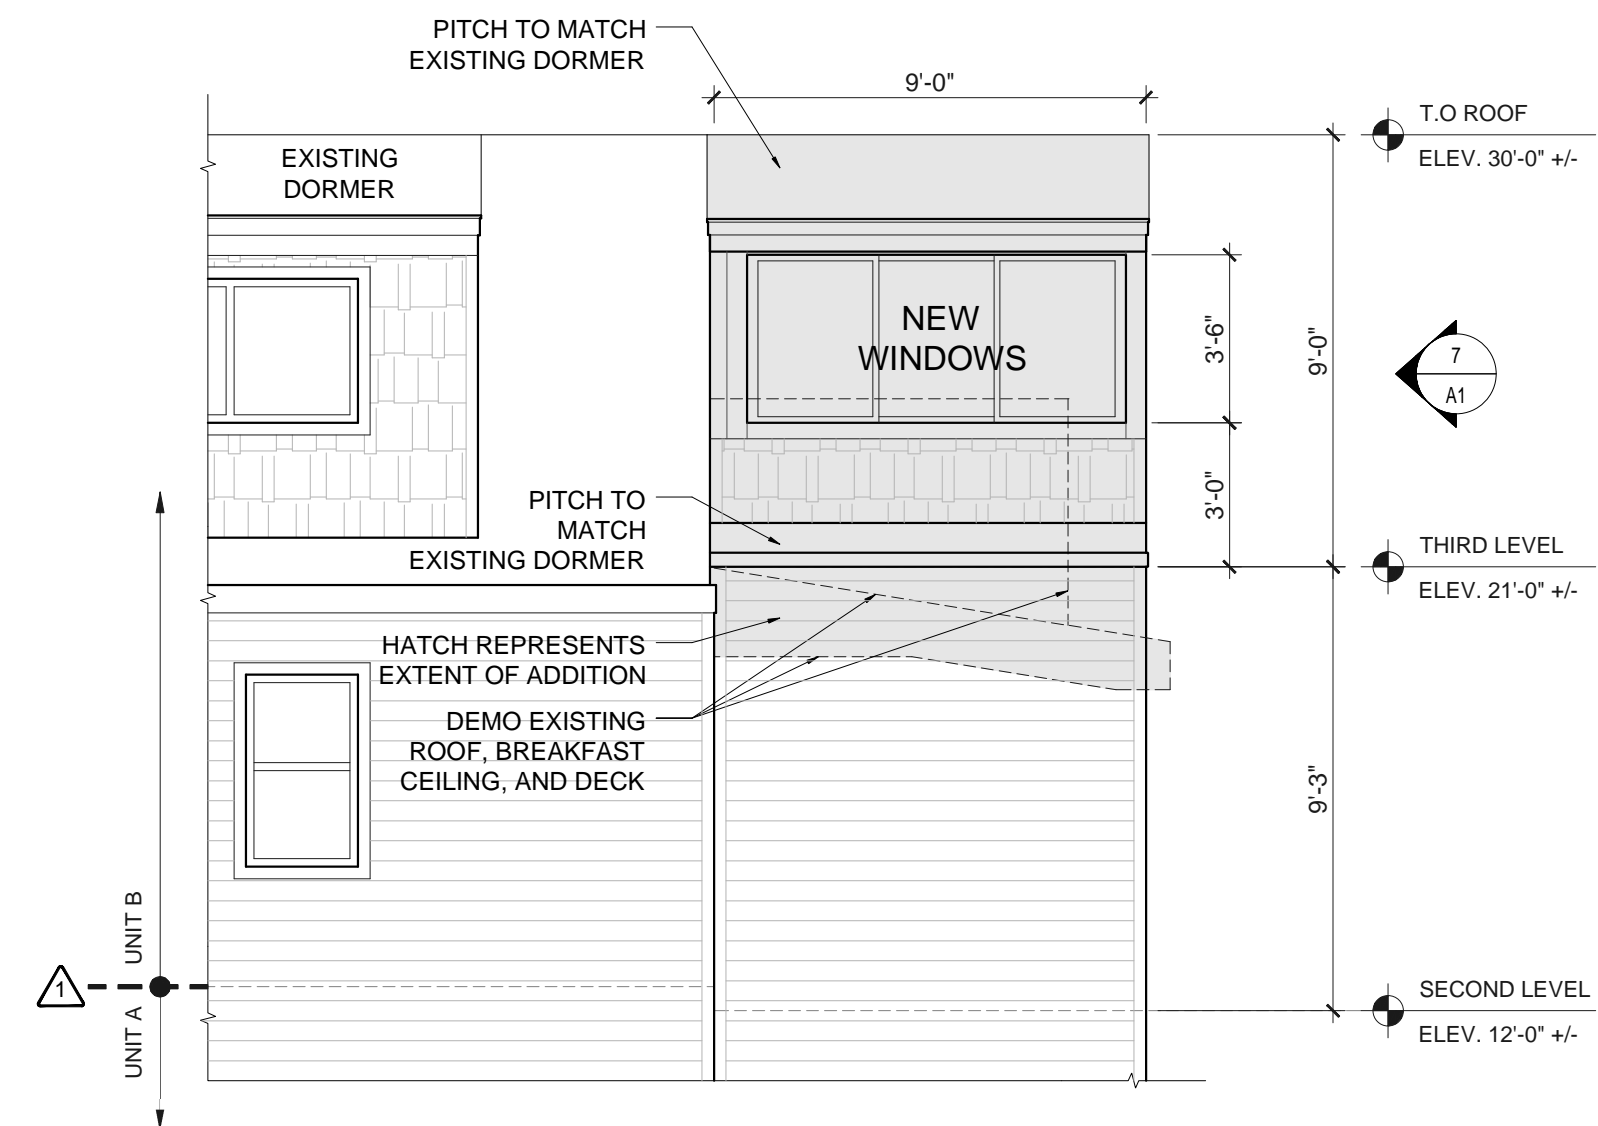 PITCH TO MATCH
EXISTING DORMER
9'-0"
T.O ROOF
ELEV. 30'-0" +/-
EXISTING
DORMER
NEW
WINDOWS
3'-6"
9'-0"
7
A1
3'-0"
PITCH TO
MATCH
EXISTING DORMER
THIRD LEVEL
ELEV. 21'-0" +/-
HATCH REPRESENTS
EXTENT OF ADDITION
DEMO EXISTING
ROOF, BREAKFAST
CEILING, AND DECK
9'-3"
UNIT B
1
UNIT A
SECOND LEVEL
ELEV. 12'-0" +/-